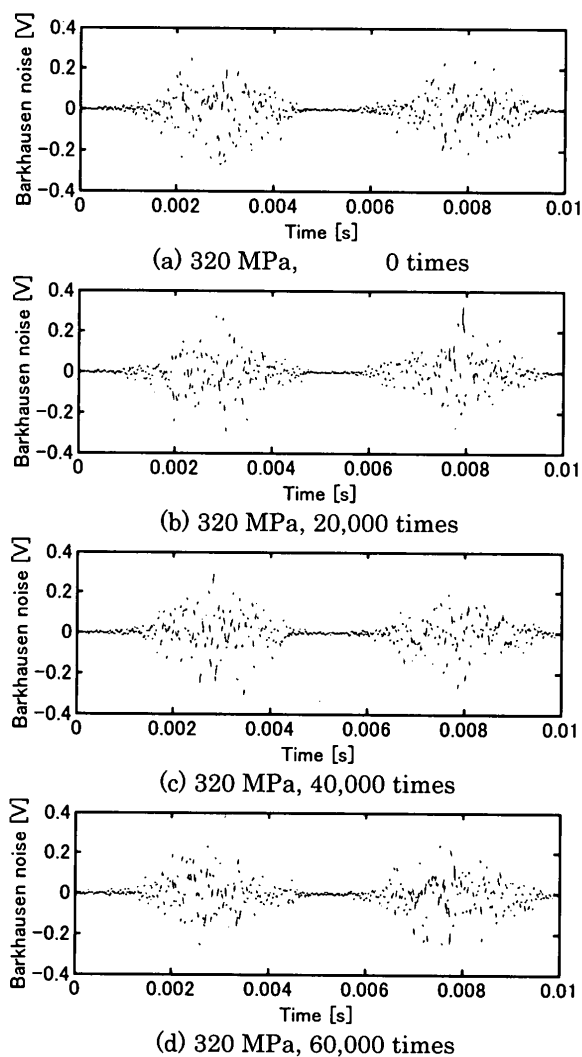 Barkhausen noise [V]
0.4
0.2
0
−0.2
−0.4
0 0.002 0.004 0.006 0.008 0.01
Time [s]
(a) 320 MPa, 0 times
Barkhausen noise [V]
0.4
0.2
0
−0.2
−0.4
0 0.002 0.004 0.006 0.008 0.01
Time [s]
(b) 320 MPa, 20,000 times
Barkhausen noise [V]
0.4
0.2
0
−0.2
−0.4
0 0.002 0.004 0.006 0.008 0.01
Time [s]
(c) 320 MPa, 40,000 times
Barkhausen noise [V]
0.4
0.2
0
−0.2
−0.4
0 0.002 0.004 0.006 0.008 0.01
Time [s]
(d) 320 MPa, 60,000 times